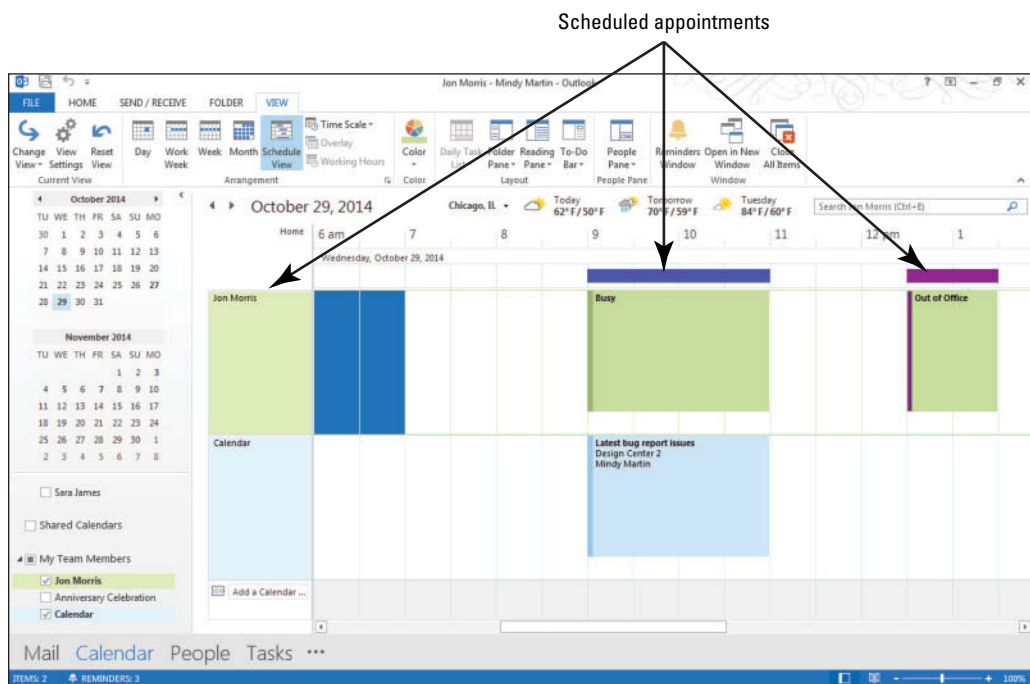 Scheduled appointments
Jon Morris - Mindy Martin - Outlook
FILE HOME SEND / RECEIVE FOLDER VIEW
Change View Settings Reset View Day Work Week Week Month Schedule View
Time Scale
Overlay
Working Hours
Color Daily Task List Folder Pane Reading Pane To-Do Bar People Pane Reminders Window Open in New Window Close All Items
Current View Arrangement Color Layout People Pane Window
October 2014
TU WE TH FR SA SU MO
30 1 2 3 4 5 6
7 8 9 10 11 12 13
14 15 16 17 18 19 20
21 22 23 24 25 26 27
28 29 30 31
November 2014
TU WE TH FR SA SU MO
1 2 3
4 5 6 7 8 9 10
11 12 13 14 15 16 17
18 19 20 21 22 23 24
25 26 27 28 29 30 1
2 3 4 5 6 7 8
Sara James
Shared Calendars
My Team Members
Jon Morris
Anniversary Celebration
Calendar
October 29, 2014
Chicago, IL
Today
62° F / 50° F
Tomorrow
70° F / 59° F
Tuesday
84° F / 60° F
Search Jon Morris (Ctrl+E)
Home 6 am 7 8 9 10 11 12 pm 1
Wednesday, October 29, 2014
Jon Morris
Busy
Out of Office
Calendar
Latest bug report issues
Design Center 2
Mindy Martin
Add a Calendar ...
Mail Calendar People Tasks •••
ITEMS: 2 REMINDERS: 3 100%